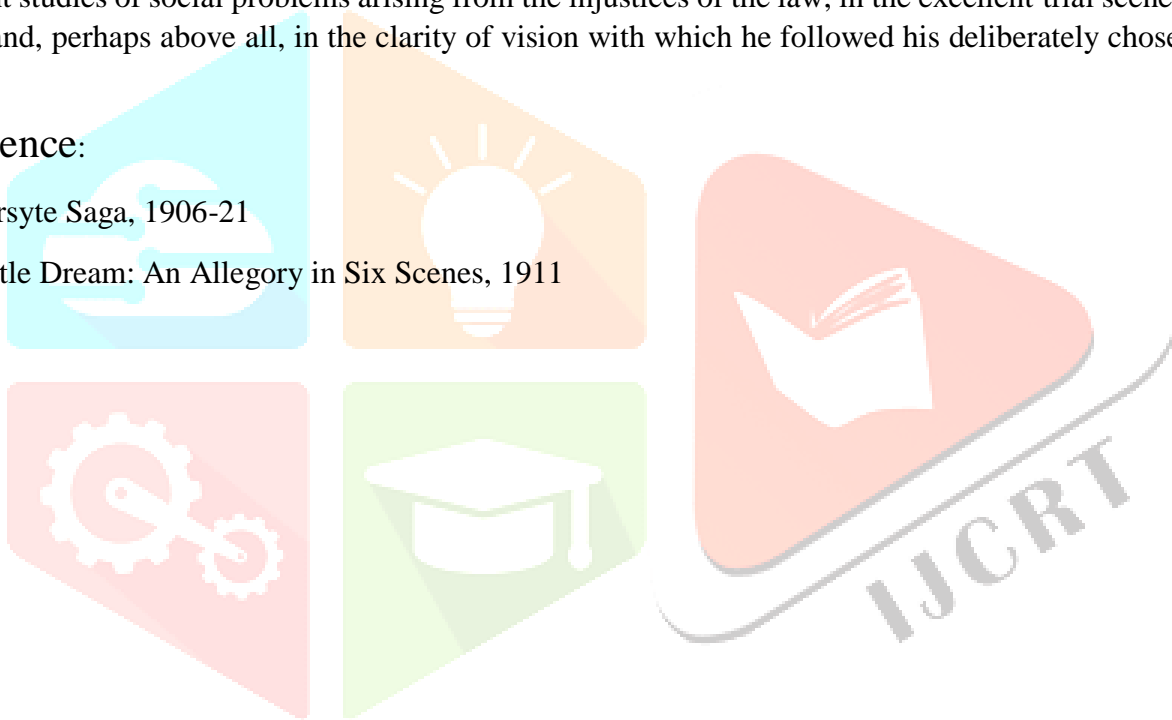 t studies of social problems arising from the injustices of the law, in the excellent trial scene
and, perhaps above all, in the clarity of vision with which he followed his deliberately chose
ence:
rsyte Saga, 1906-21
tle Dream: An Allegory in Six Scenes, 1911
IJCRT